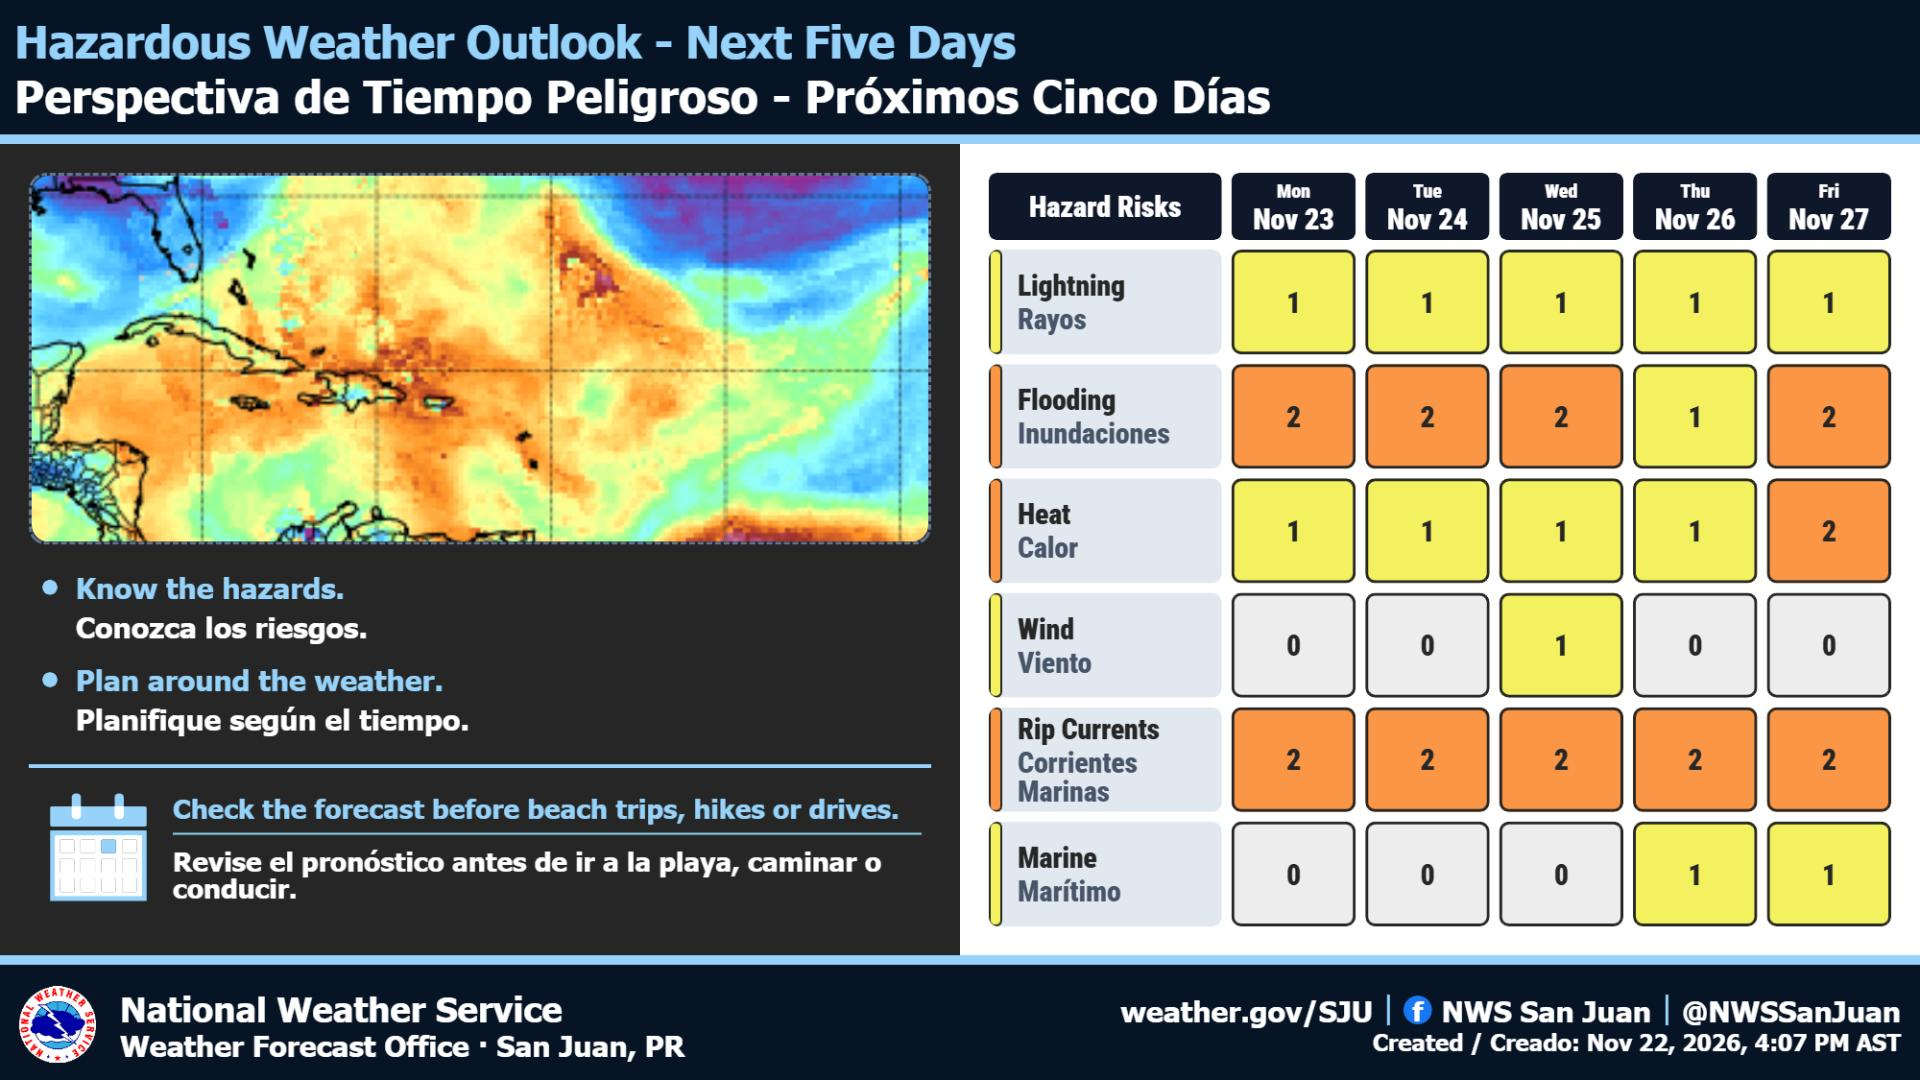 Hazardous Weather Outlook - Next Five Days
Perspectiva de Tiempo Peligroso - Próximos Cinco Días
Know the hazards.
Conozca los riesgos.
Plan around the weather.
Planifique según el tiempo.
Check the forecast before beach trips, hikes or drives.
Revise el pronóstico antes de ir a la playa, caminar o
conducir.
Hazard Risks
Mon
Nov 23
Tue
Nov 24
Wed
Nov 25
Thu
Nov 26
Fri
Nov 27
Lightning
Rayos
1 1 1 1 1
Flooding
Inundaciones
2 2 2 1 2
Heat
Calor
1 1 1 1 2
Wind
Viento
0 0 1 0 0
Rip Currents
Corrientes
Marinas
2 2 2 2 2
Marine
Marítimo
0 0 0 1 1
NATIONAL WEATHER SERVICE
National Weather Service
Weather Forecast Office · San Juan, PR
weather.gov/SJU | f NWS San Juan | @NWSSanJuan
Created / Creado: Nov 22, 2026, 4:07 PM AST